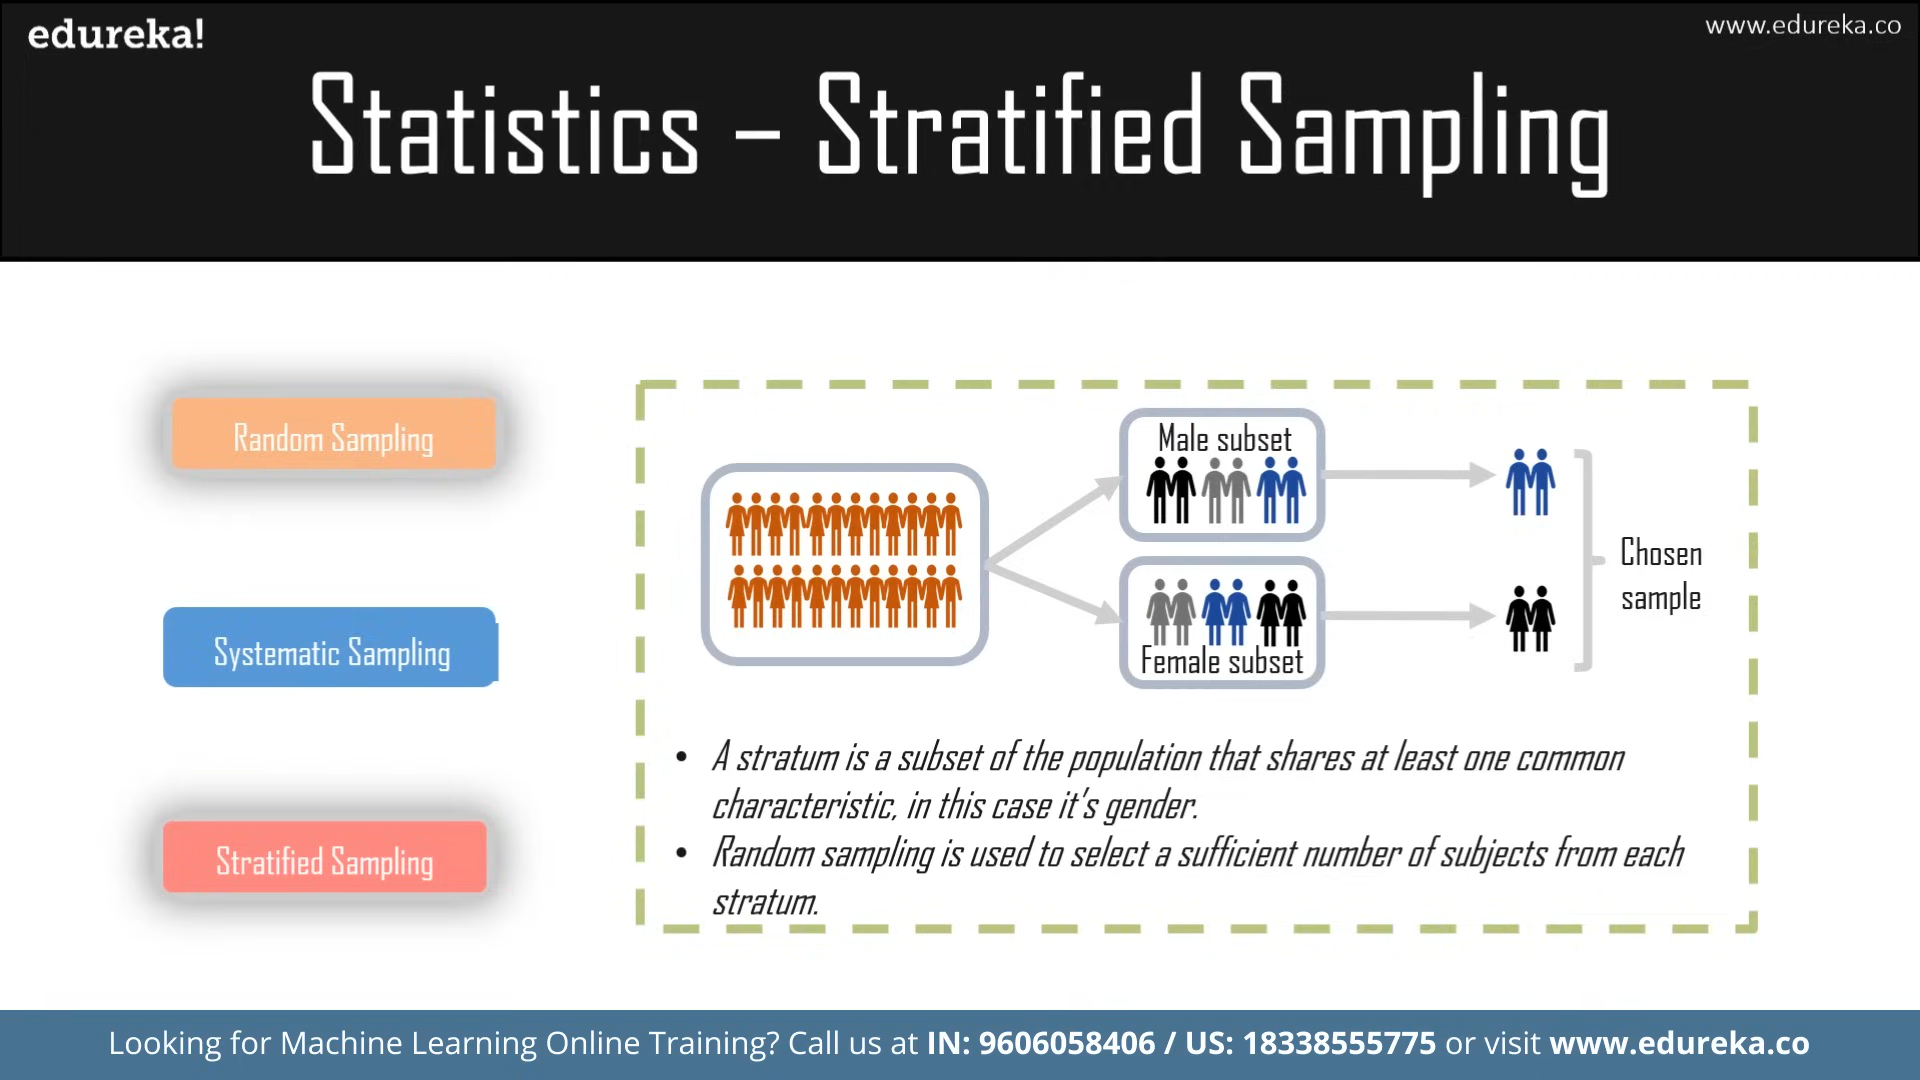 edureka!
www.edureka.co
Statistics – Stratified Sampling
Random Sampling
Systematic Sampling
Stratified Sampling
Male subset
Female subset
Chosen
sample
• A stratum is a subset of the population that shares at least one common
characteristic, in this case it's gender.
• Random sampling is used to select a sufficient number of subjects from each
stratum.
Looking for Machine Learning Online Training? Call us at IN: 9606058406 / US: 18338555775 or visit www.edureka.co